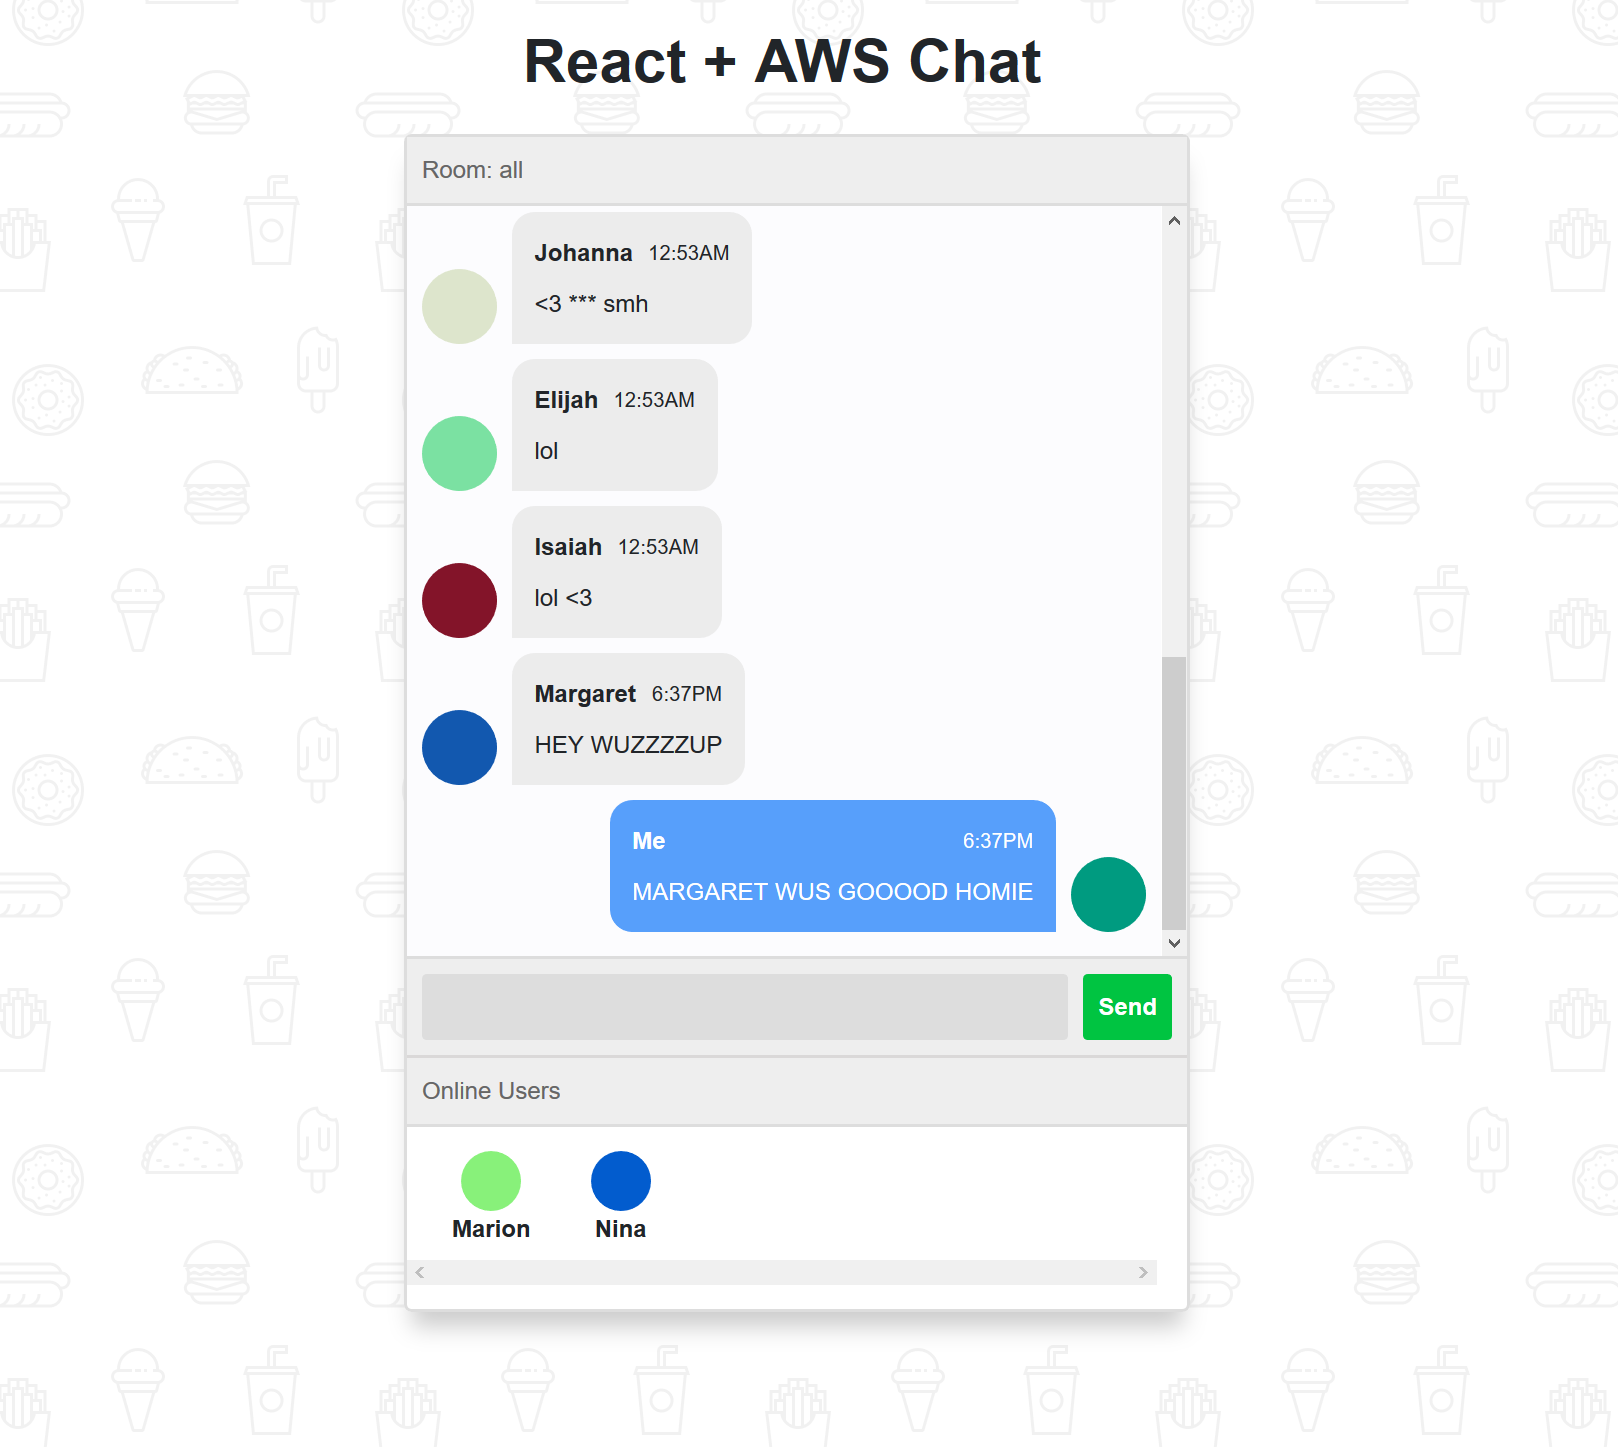 React + AWS Chat
Room: all
Johanna 12:53AM
<3 *** smh
Elijah 12:53AM
lol
Isaiah 12:53AM
lol <3
Margaret 6:37PM
HEY WUZZZZUP
Me 6:37PM
MARGARET WUS GOOOOD HOMIE
Send
Online Users
Marion Nina